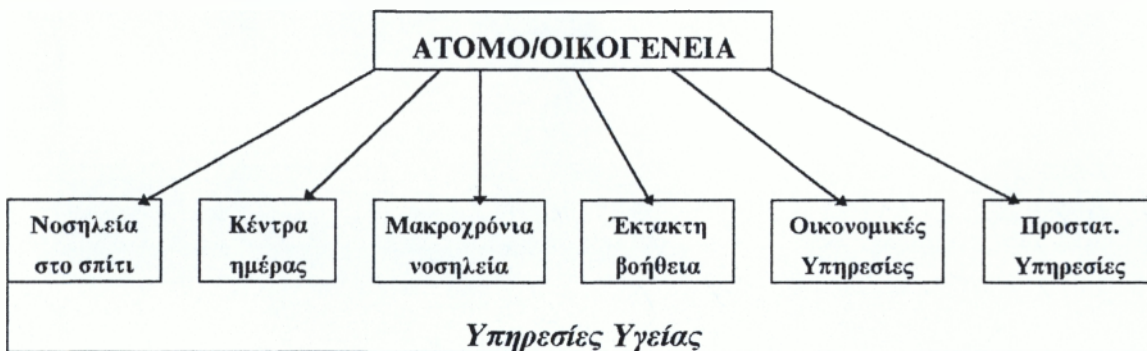 ΑΤΟΜΟ/ΟΙΚΟΓΕΝΕΙΑ
Νοσηλεία
στο σπίτι
Κέντρα
ημέρας
Μακροχρόνια
νοσηλεία
Έκτακτη
βοήθεια
Οικονομικές
Υπηρεσίες
Προστατ.
Υπηρεσίες
Υπηρεσίες Υγείας